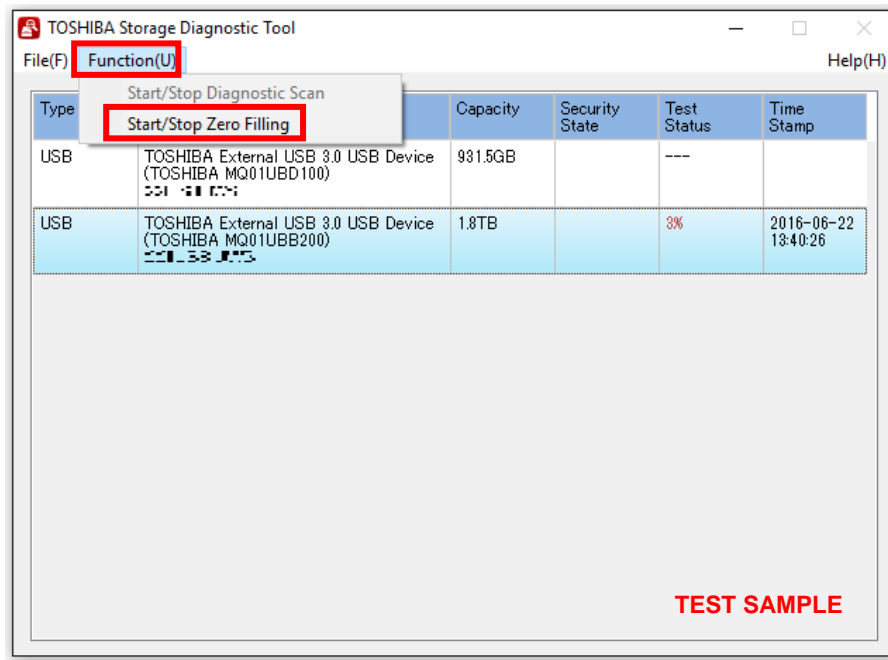 TOSHIBA Storage Diagnostic Tool
File(F) Function(U) Help(H)
Start/Stop Diagnostic Scan
Start/Stop Zero Filling
Type Capacity Security State Test Status Time Stamp
USB TOSHIBA External USB 3.0 USB Device 931.5GB ---
(TOSHIBA MQ01UBD100)
USB TOSHIBA External USB 3.0 USB Device 1.8TB 3% 2016-06-22
(TOSHIBA MQ01UBB200) 13:40:26
TEST SAMPLE